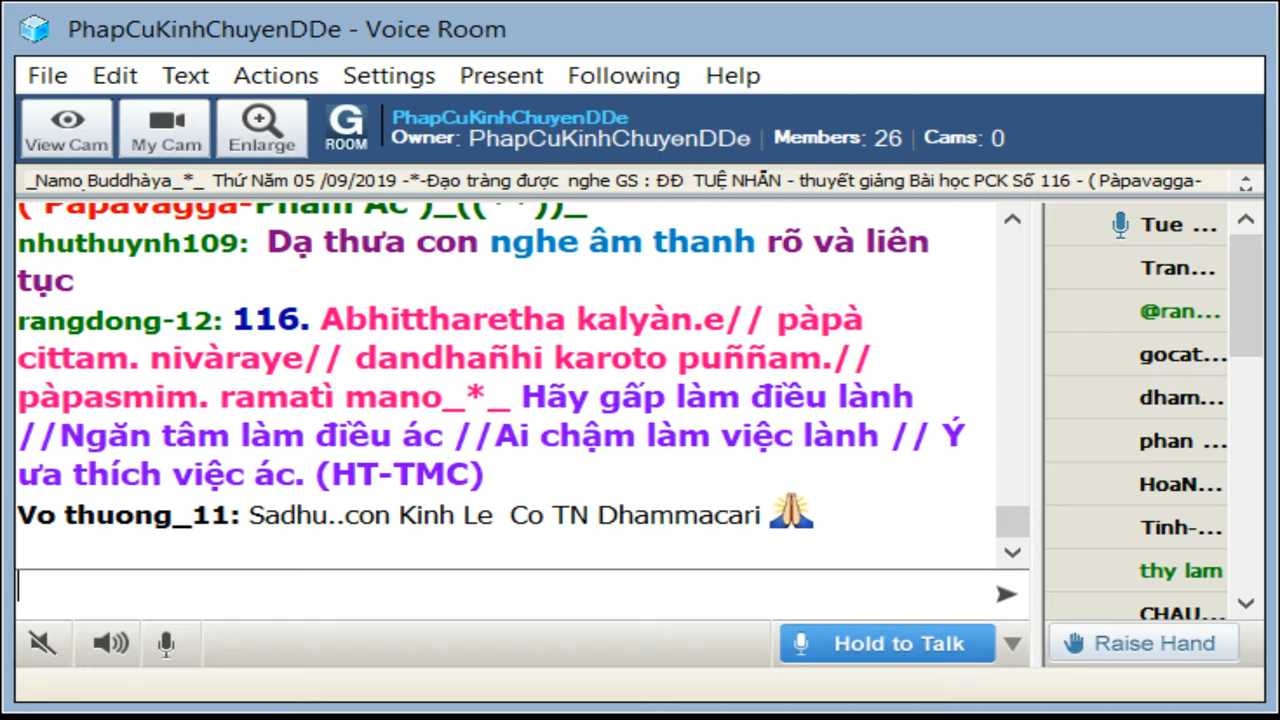 PhapCuKinhChuyenDDe - Voice Room
File Edit Text Actions Settings Present Following Help
View Cam My Cam Enlarge G ROOM
PhapCuKinhChuyenDDe
Owner: PhapCuKinhChuyenDDe | Members: 26 | Cams: 0
_Namo Buddhàya_*_ Thứ Năm 05 /09/2019 -*-Đạo tràng được nghe GS : ĐĐ TUỆ NHẪN - thuyết giảng Bài học PCK Số 116 - ( Pàpavagga-
( Pàpavagga-Phẩm Ác )_((**))_
nhuthuynh109: Dạ thưa con nghe âm thanh rõ và liên
tục
rangdong-12: 116. Abhittharetha kalyàn.e// pàpà
cittam. nivàraye// dandhañhi karoto puññam.//
pàpasmim. ramatì mano_*_ Hãy gấp làm điều lành
//Ngăn tâm làm điều ác //Ai chậm làm việc lành // Ý
ưa thích việc ác. (HT-TMC)
Vo thuong_11: Sadhu..con Kinh Le Co TN Dhammacari
Tue ...
Tran...
@ran...
gocat...
dham...
phan ...
HoaN...
Tinh-...
thy lam
CHAU...
Hold to Talk
Raise Hand